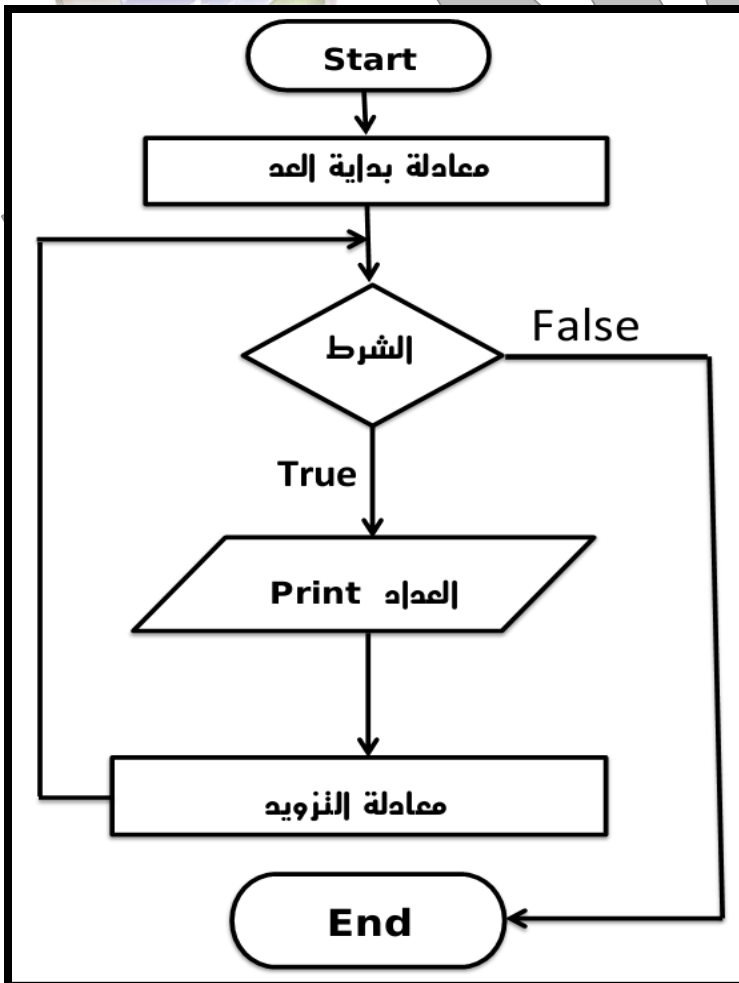 Start
معادلة بداية العد
الشرط
False
True
Print العداد
معادلة التزويد
End